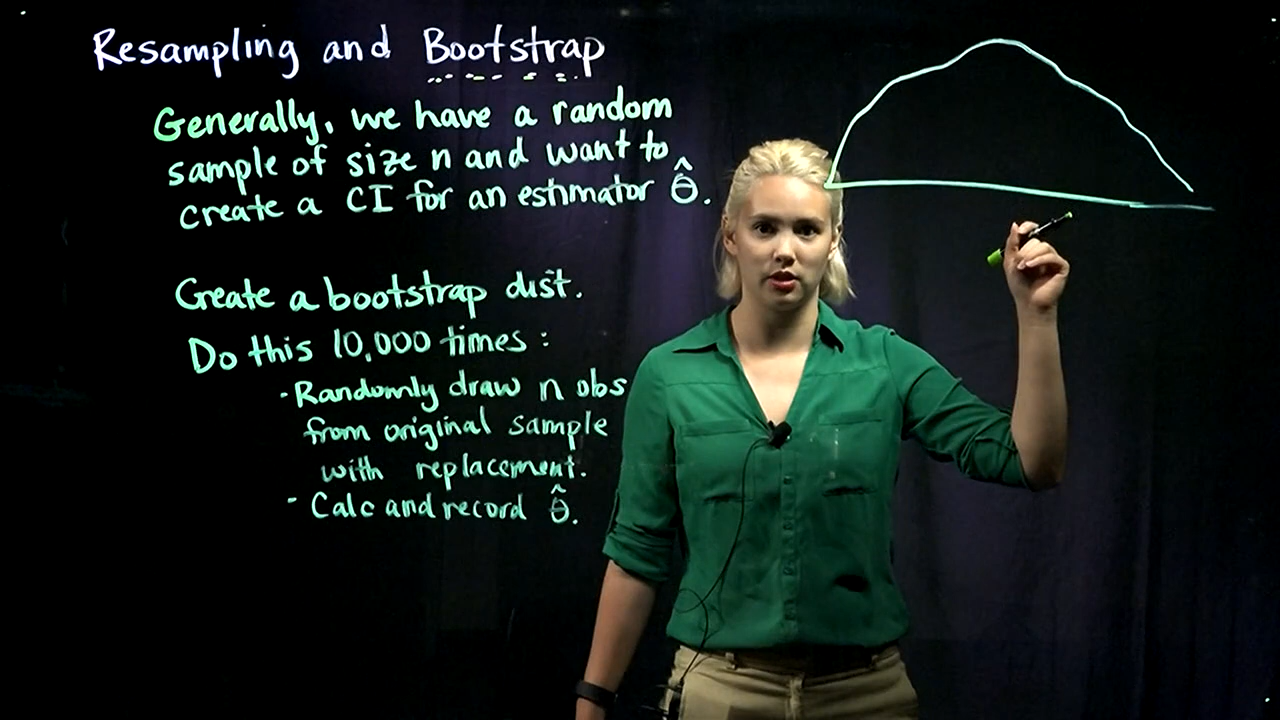 Resampling and Bootstrap
Generally, we have a random
sample of size n and want to
create a CI for an estimator θ̂.
Create a bootstrap dist.
Do this 10,000 times:
- Randomly draw n obs
from original sample
with replacement.
- Calc and record θ̂.